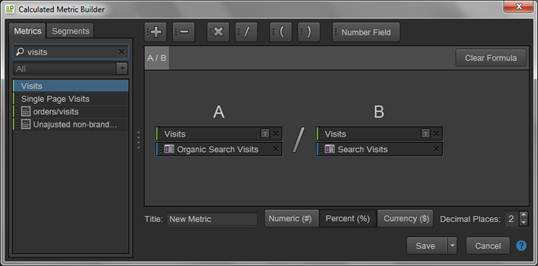 Calculated Metric Builder
Metrics Segments
+ − × / ( ) Number Field
visits
A / B Clear Formula
All
Visits
Single Page Visits
orders/visits
Unajusted non-brand...
A B
Visits T × / Visits T ×
Organic Search Visits × Search Visits ×
Title: New Metric Numeric (#) Percent (%) Currency ($) Decimal Places: 2
Save Cancel ?